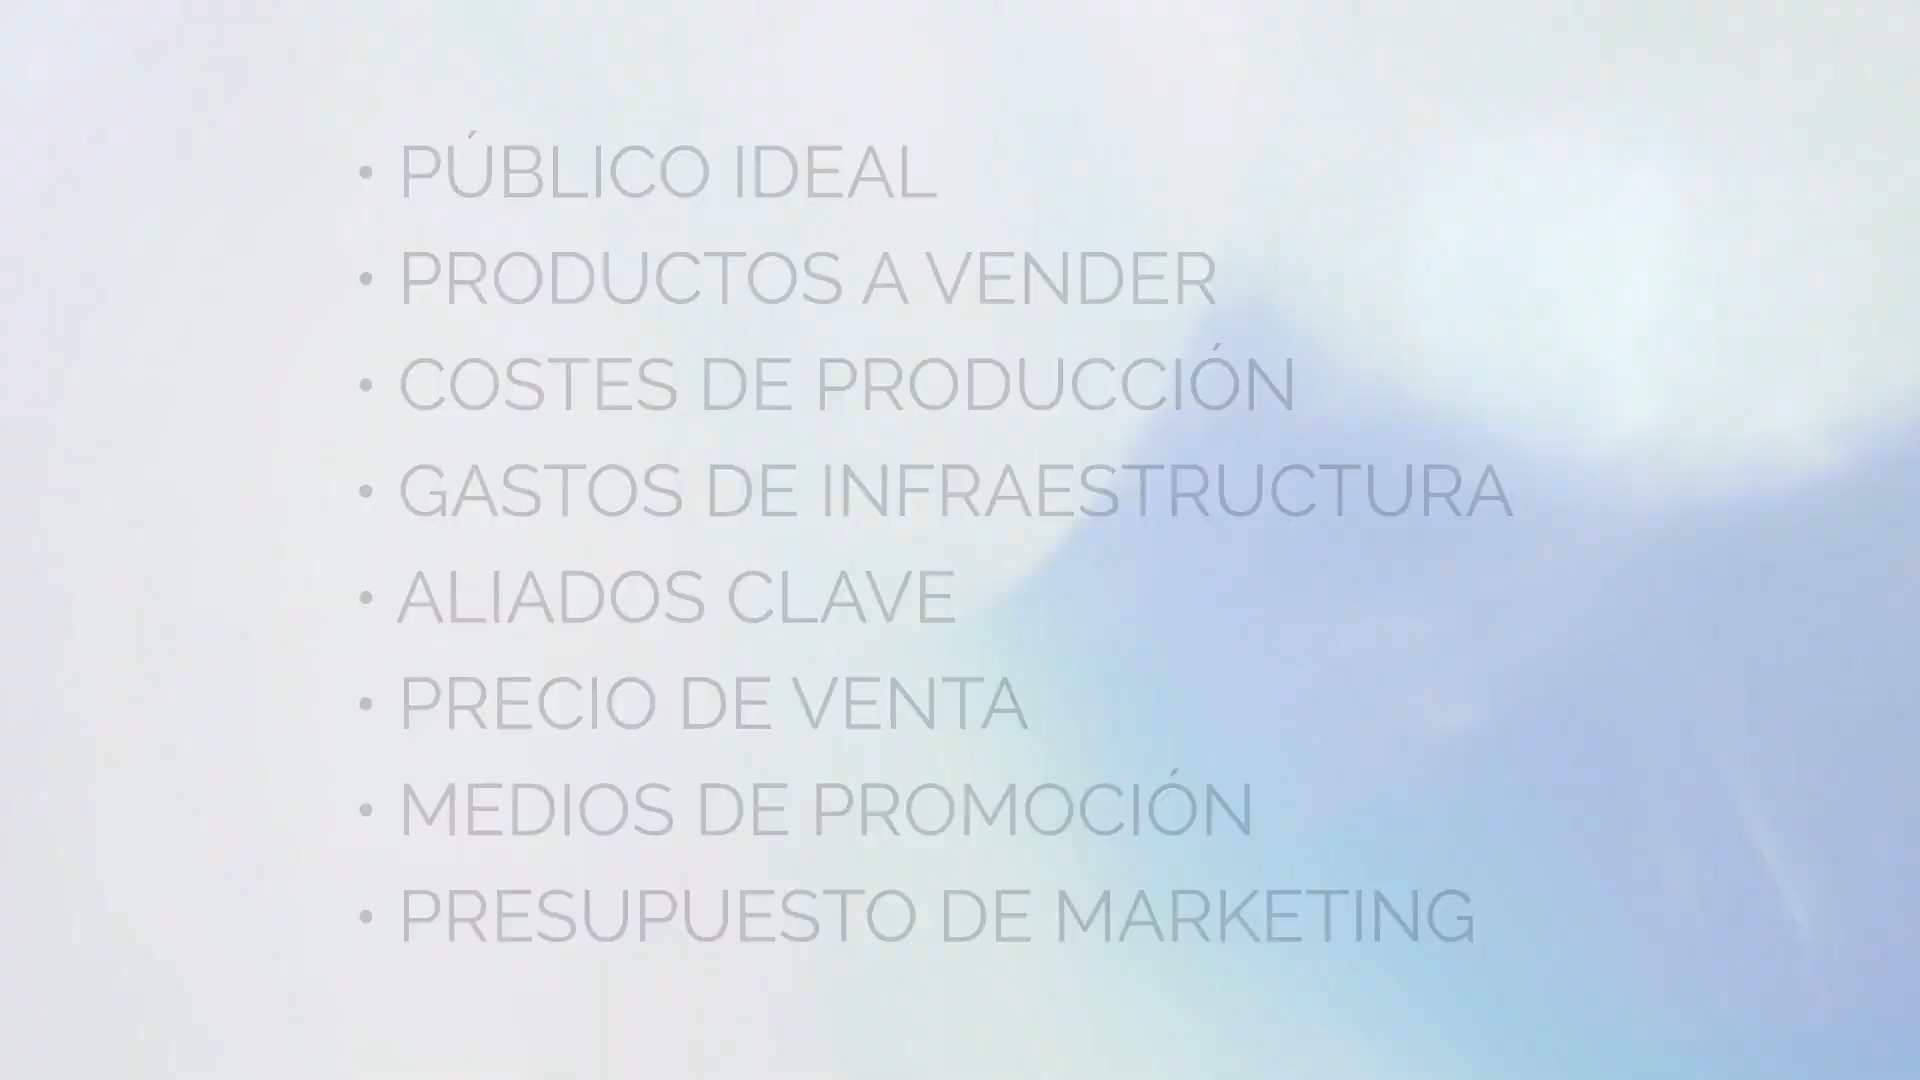 • PÚBLICO IDEAL
• PRODUCTOS A VENDER
• COSTES DE PRODUCCIÓN
• GASTOS DE INFRAESTRUCTURA
• ALIADOS CLAVE
• PRECIO DE VENTA
• MEDIOS DE PROMOCIÓN
• PRESUPUESTO DE MARKETING